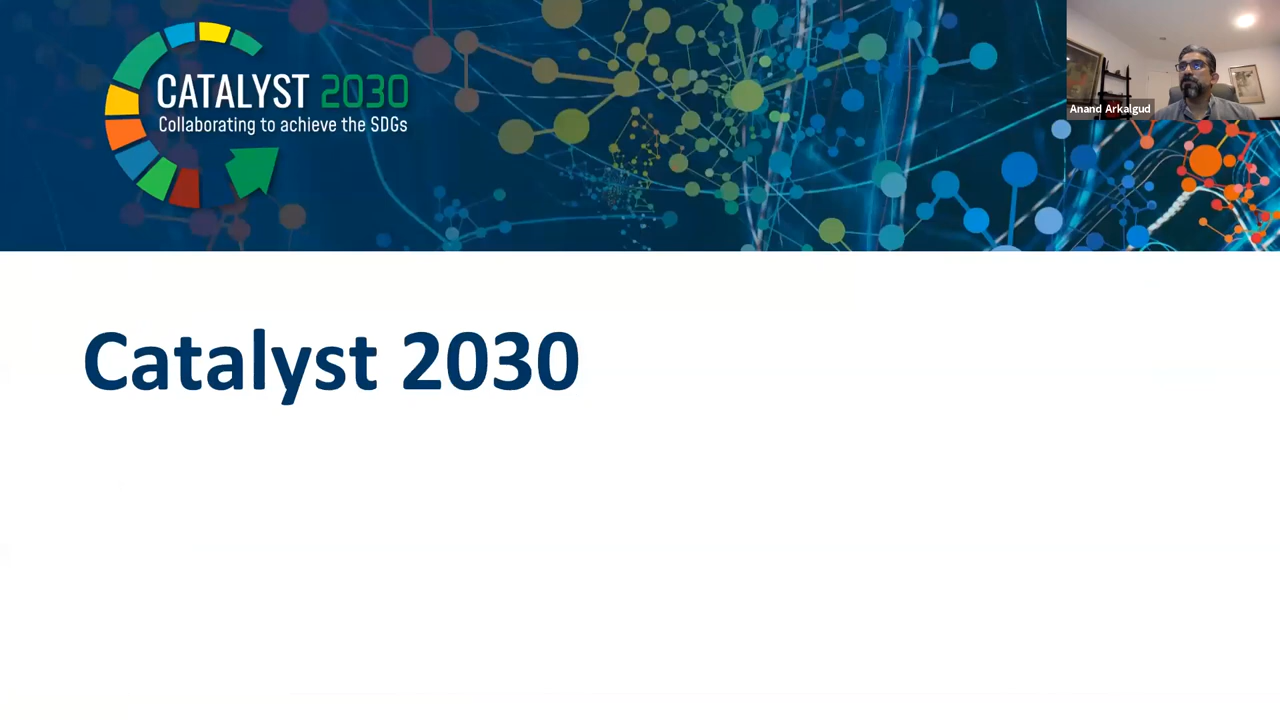 CATALYST 2030
Collaborating to achieve the SDGs
Anand Arkalgud
Catalyst 2030